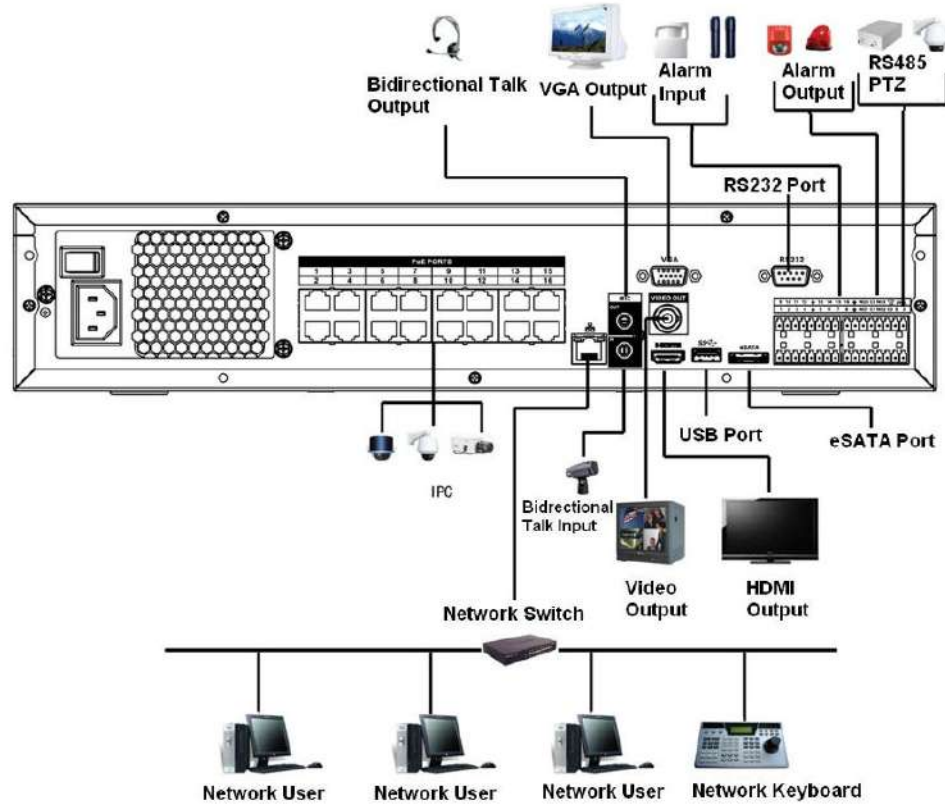 Bidirectional Talk
Output
VGA Output
Alarm
Input
Alarm
Output
RS485
PTZ
RS232 Port
PoE PORTS
1 3 5 7 9 11 13 15
2 4 6 8 10 12 14 16
VGA
RS232
MIC
OUT
VIDEO OUT
HDMI
eSATA
USB Port
eSATA Port
IPC
Bidrectional
Talk Input
Video
Output
HDMI
Output
Network Switch
Network User
Network User
Network User
Network Keyboard